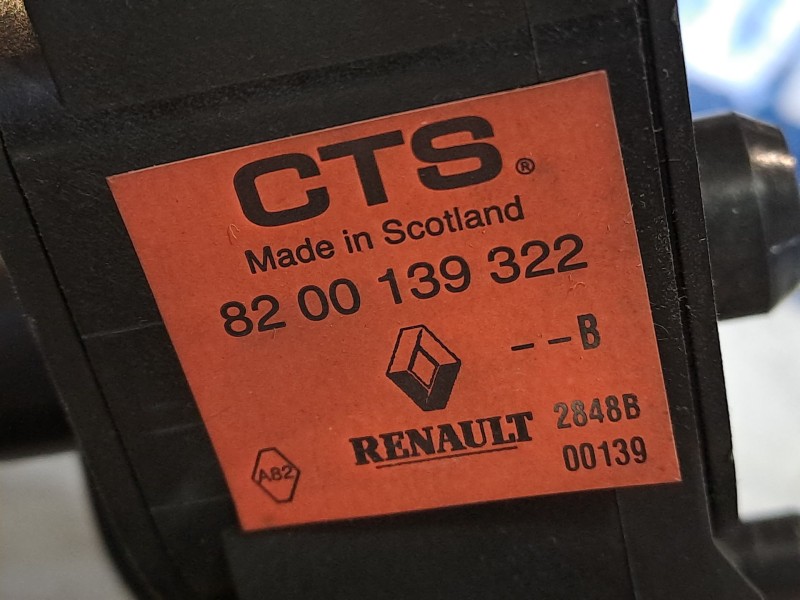 CTS®
Made in Scotland
82 00 139 322
--B
RENAULT
2848B
00139
A82